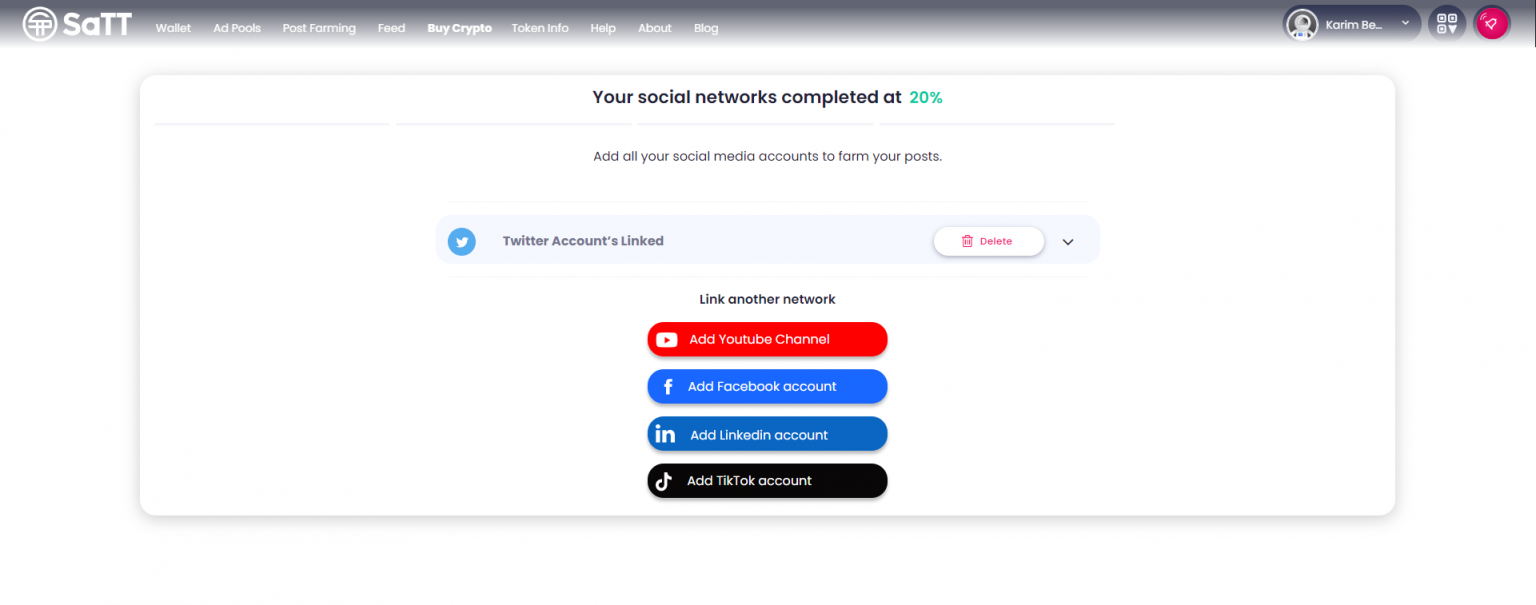 SaTT Wallet Ad Pools Post Farming Feed Buy Crypto Token Info Help About Blog Karim Be...
Your social networks completed at 20%
Add all your social media accounts to farm your posts.
Twitter Account's Linked Delete
Link another network
Add Youtube Channel
Add Facebook account
in Add Linkedin account
Add TikTok account